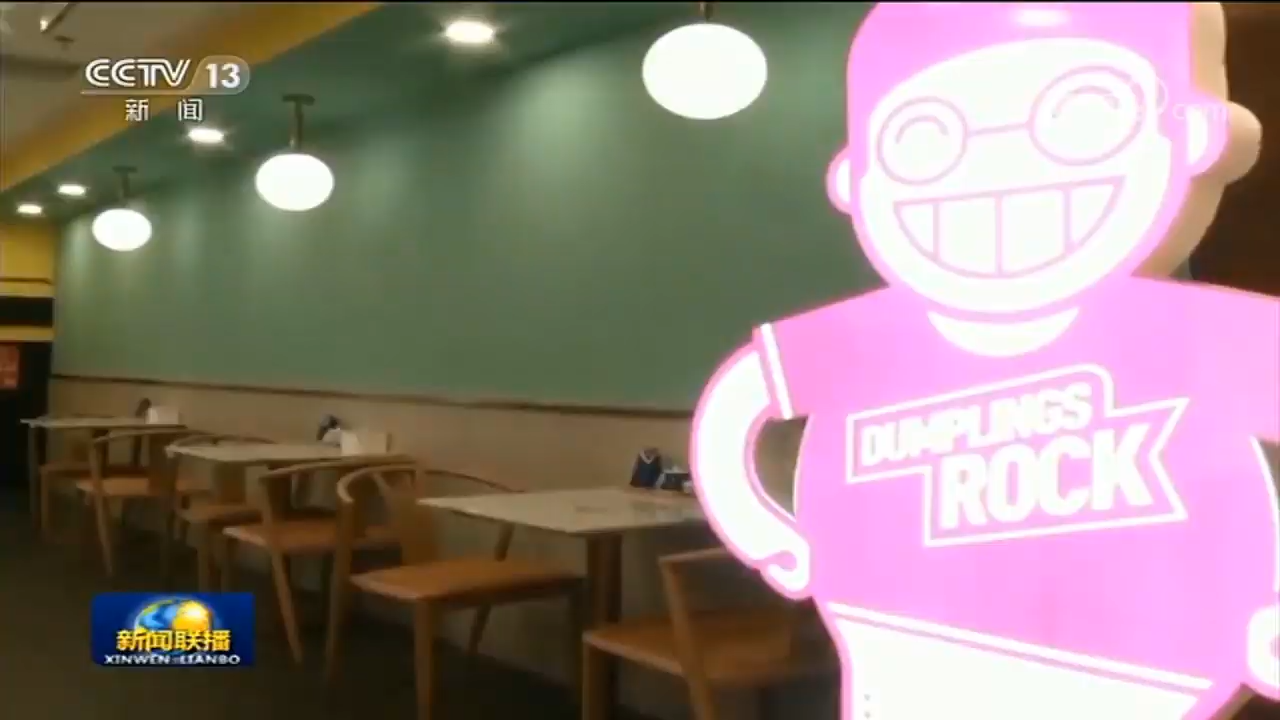 CCTV 13
新闻
DUMPLINGS
ROCK
新闻联播
XINWEN LIANBO